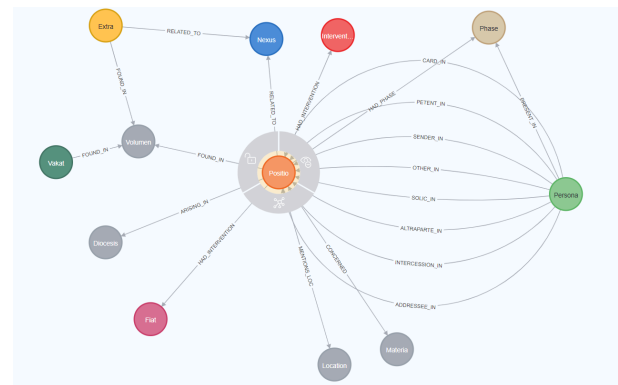 Extra
RELATED_TO
Nexus
Intervent...
Phase
CARD_IN
FOUND_IN
RELATED_TO
HAD_INTERVENTION
HAD_PHASE
PETENT_IN
PRESENT_IN
SENDER_IN
Volumen
FOUND_IN
FOUND_IN
Vakat
Positio
OTHER_IN
Persona
SOLIC_IN
ARISING_IN
ALTRAPARTE_IN
Diocesis
HAD_INTERVENTION
MENTIONS_LOG
CONCERNED
INTERCESSION_IN
ADDRESSEE_IN
Fiat
Location
Materia